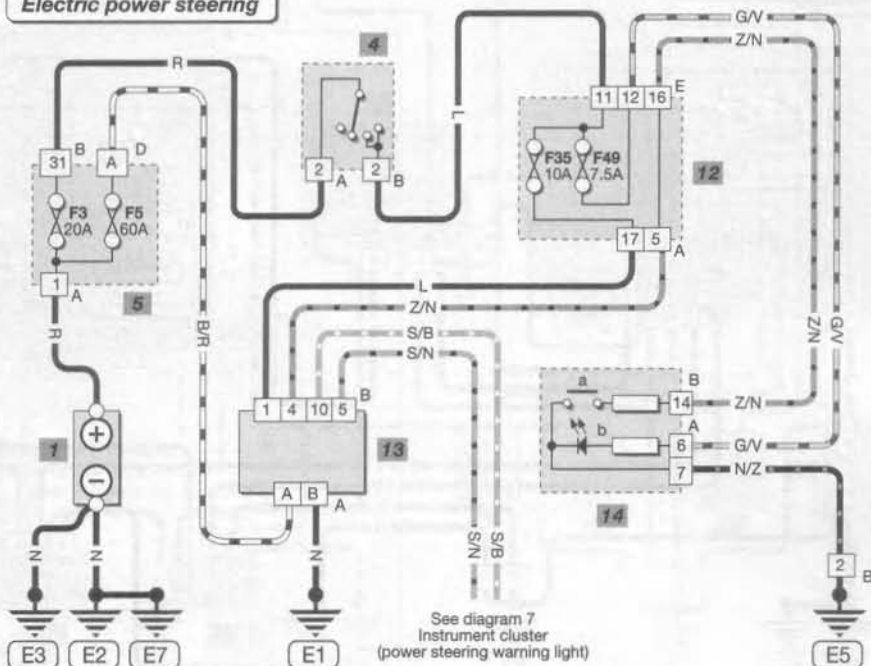 Electric power steering
R
4
L
G/V
Z/N
2 A
2 B
11 12 16 E
F35 10A
F49 7.5A
12
17 5 A
31 B
A D
F3 20A
F5 60A
1 A
5
R
B/R
L
Z/N
S/B
S/N
1 4 10 5 B
13
A B A
1
+
−
N
N
N
S/N
S/B
Z/N
G/V
a
b
B
14
A
6
7
Z/N
G/V
N/Z
14
2 B
See diagram 7
Instrument cluster
(power steering warning light)
E3 E2 E7 E1 E5